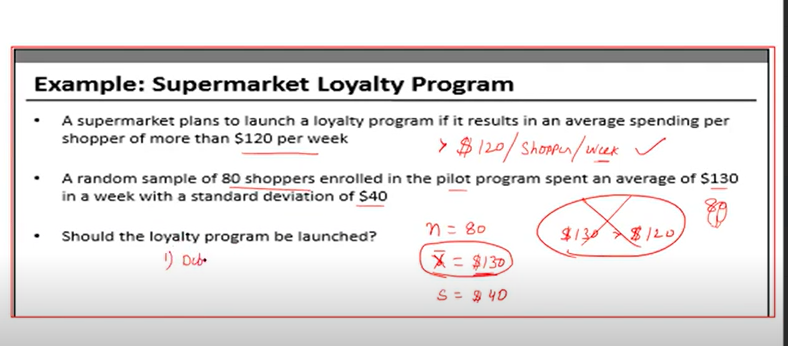 Example: Supermarket Loyalty Program
• A supermarket plans to launch a loyalty program if it results in an average spending per
shopper of more than $120 per week
> $120/shopper/week ✓
• A random sample of 80 shoppers enrolled in the pilot program spent an average of $130
in a week with a standard deviation of $40
80
• Should the loyalty program be launched?
n = 80
$130 > $120
1) Deb
x̄ = $130
s = $40